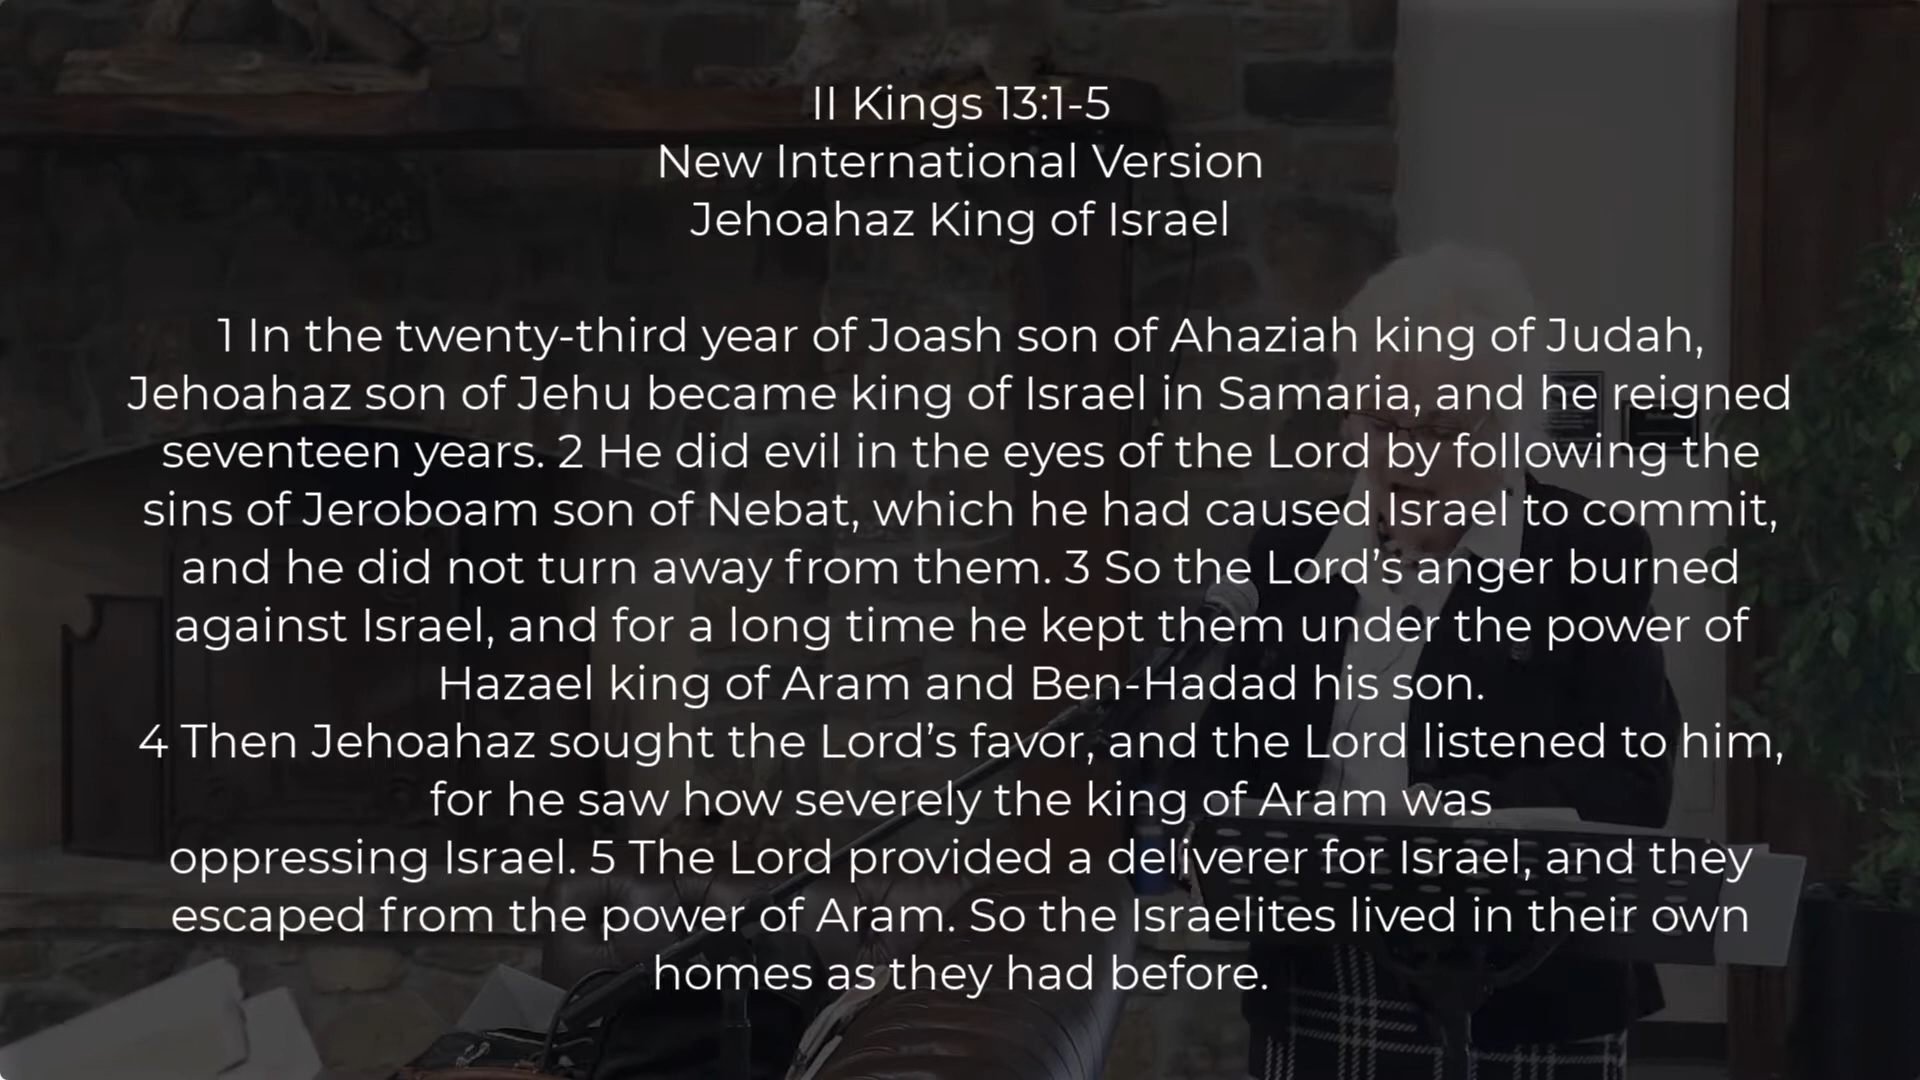 II Kings 13:1-5
New International Version
Jehoahaz King of Israel
1 In the twenty-third year of Joash son of Ahaziah king of Judah,
Jehoahaz son of Jehu became king of Israel in Samaria, and he reigned
seventeen years. 2 He did evil in the eyes of the Lord by following the
sins of Jeroboam son of Nebat, which he had caused Israel to commit,
and he did not turn away from them. 3 So the Lord’s anger burned
against Israel, and for a long time he kept them under the power of
Hazael king of Aram and Ben-Hadad his son.
4 Then Jehoahaz sought the Lord’s favor, and the Lord listened to him,
for he saw how severely the king of Aram was
oppressing Israel. 5 The Lord provided a deliverer for Israel, and they
escaped from the power of Aram. So the Israelites lived in their own
homes as they had before.